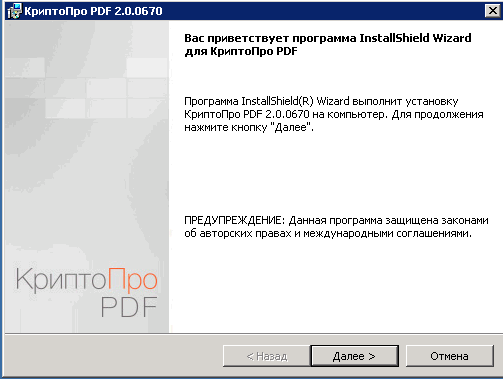 КриптоПро PDF 2.0.0670
Вас приветствует программа InstallShield Wizard
для КриптоПро PDF
Программа InstallShield(R) Wizard выполнит установку
КриптоПро PDF 2.0.0670 на компьютер. Для продолжения
нажмите кнопку "Далее".
ПРЕДУПРЕЖДЕНИЕ: Данная программа защищена законами
об авторских правах и международными соглашениями.
КриптоПро
PDF
< Назад
Далее >
Отмена